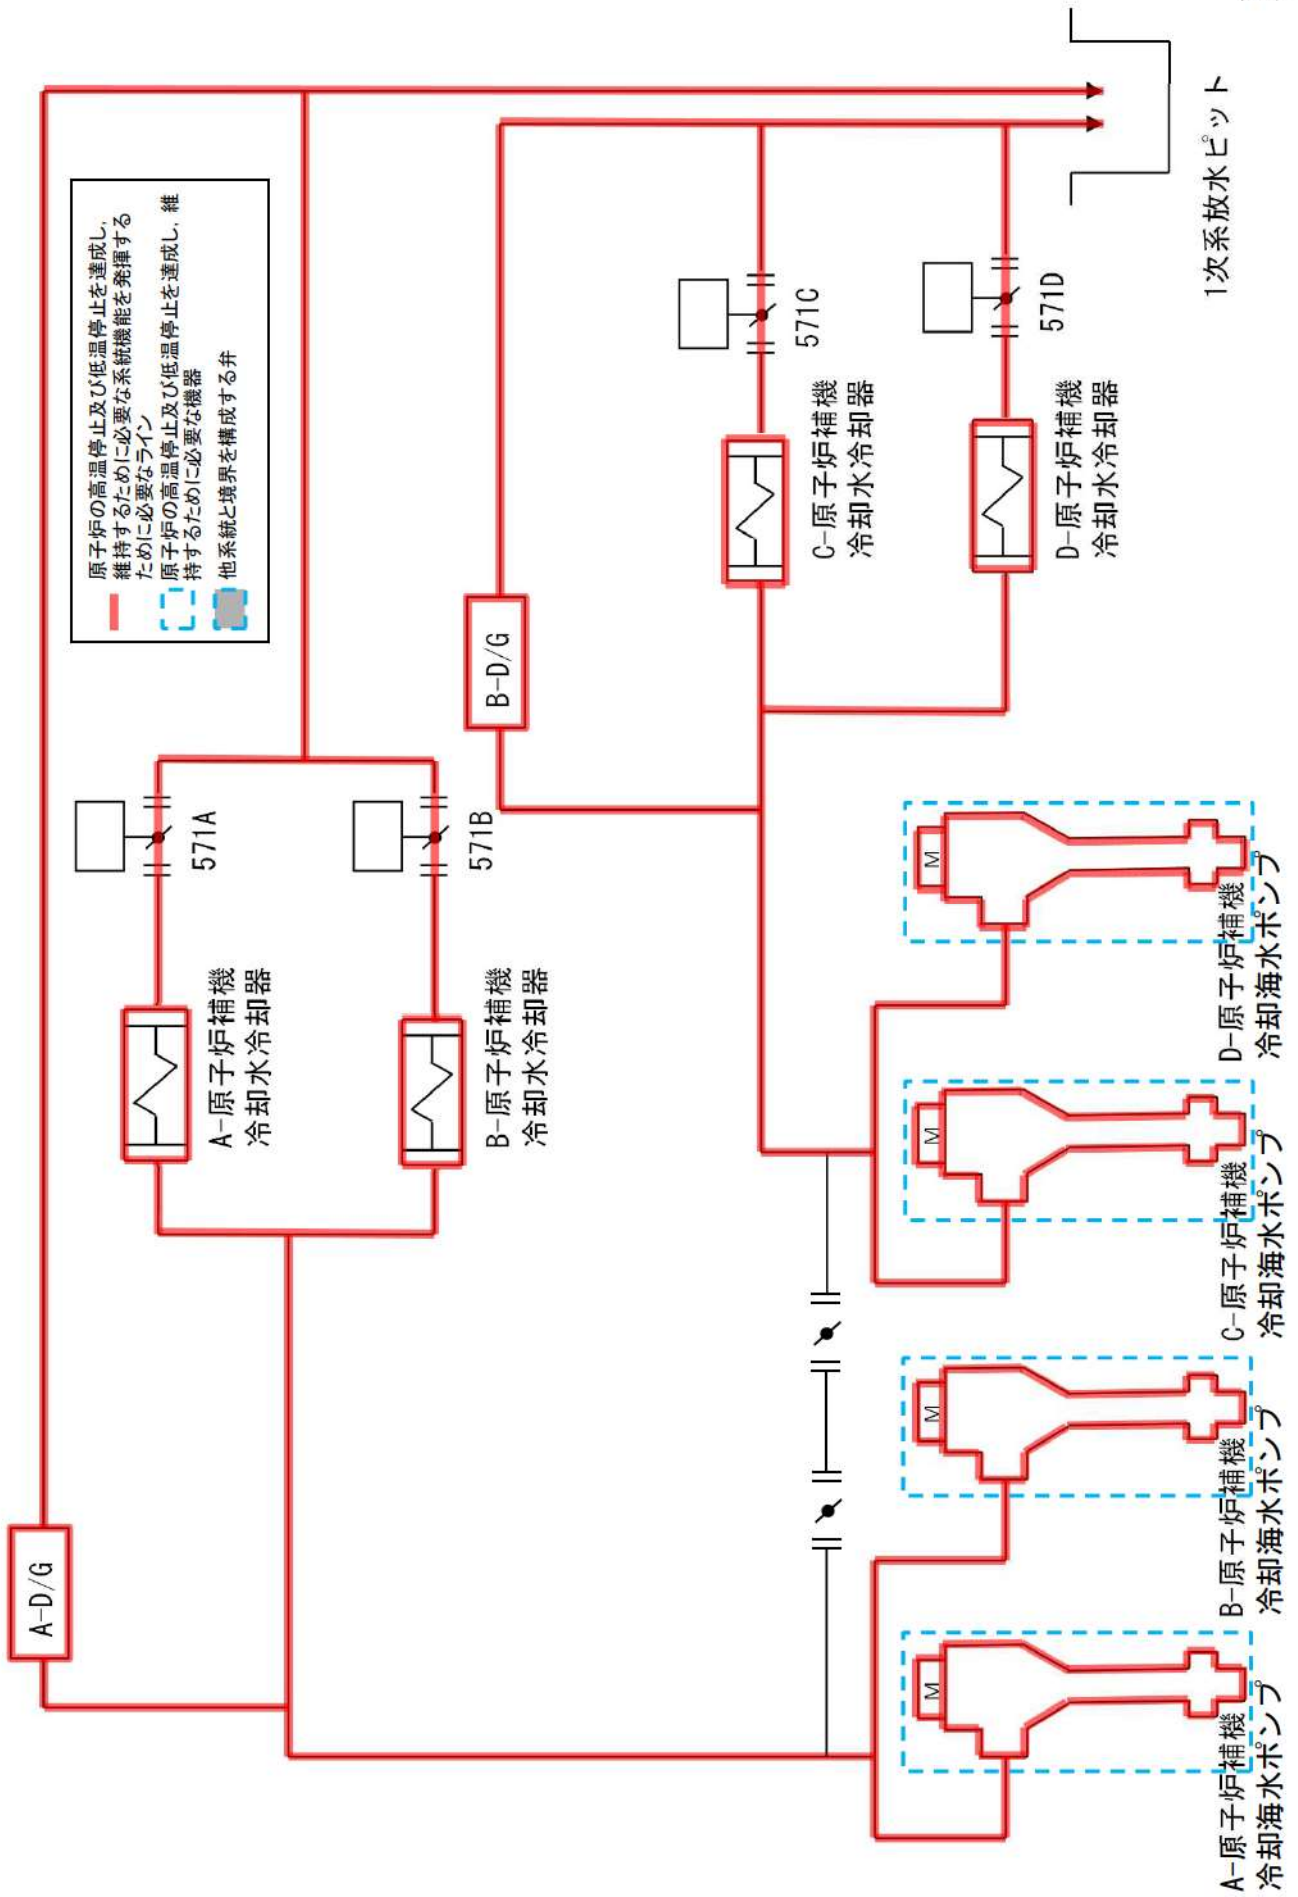 原子炉の高温停止及び低温停止を達成し,
維持するために必要な系統機能を発揮する
ために必要なライン
原子炉の高温停止及び低温停止を達成し,維
持するために必要な機器
他系統と境界を構成する弁
A-D/G
571A
A-原子炉補機
冷却水冷却器
571B
B-原子炉補機
冷却水冷却器
B-D/G
571C
C-原子炉補機
冷却水冷却器
571D
D-原子炉補機
冷却水冷却器
M
A-原子炉補機
冷却海水ポンプ
M
B-原子炉補機
冷却海水ポンプ
M
C-原子炉補機
冷却海水ポンプ
M
D-原子炉補機
冷却海水ポンプ
1次系放水ピット